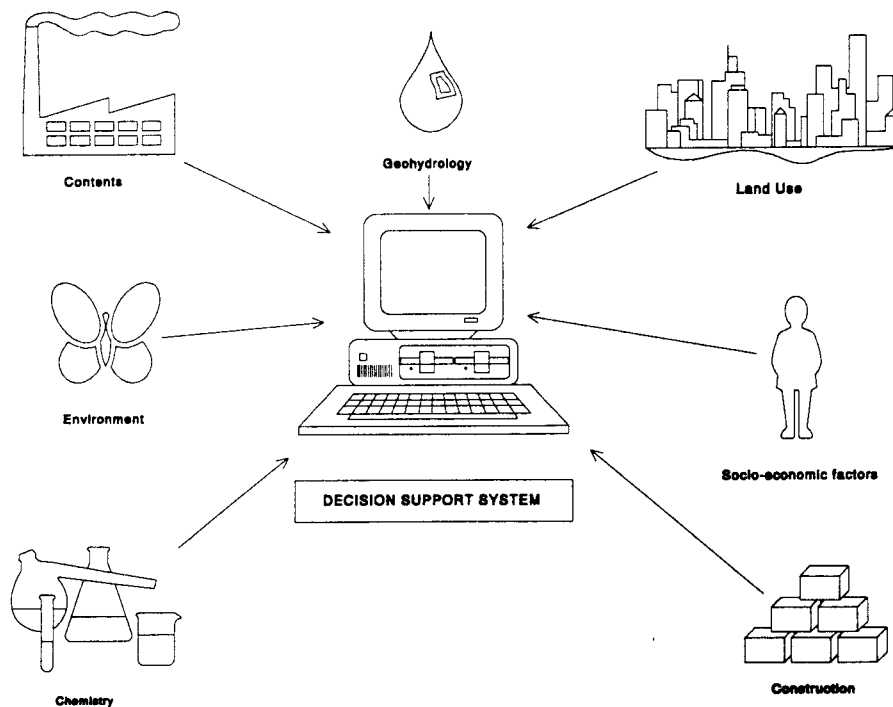 Contents
Geohydrology
Land Use
Environment
Socio-economic factors
DECISION SUPPORT SYSTEM
Chemistry
Construction